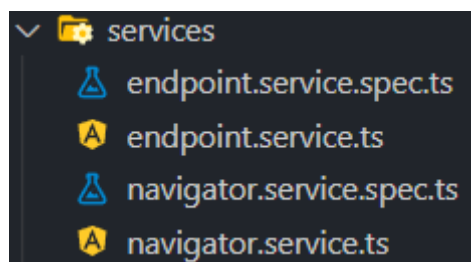 services
endpoint.service.spec.ts
endpoint.service.ts
navigator.service.spec.ts
navigator.service.ts